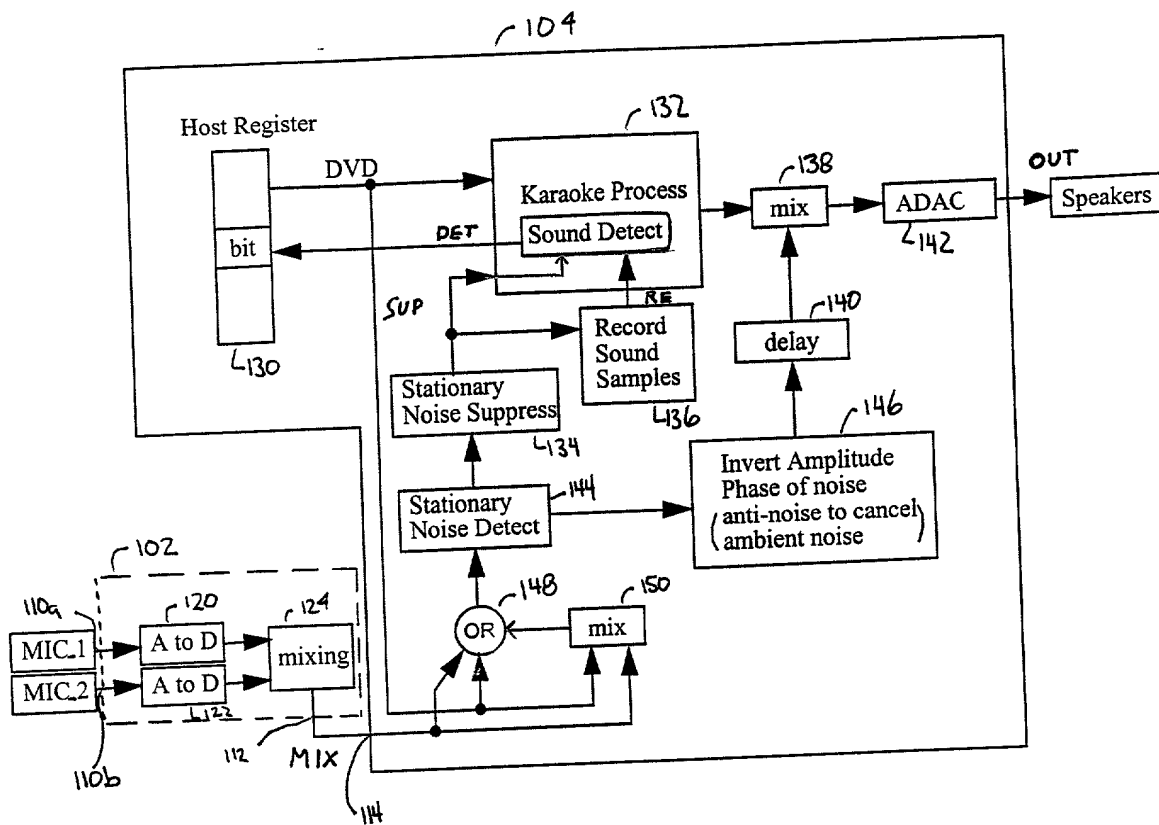 104
Host Register
132
DVD
Karaoke Process
138
OUT
mix
ADAC
Speakers
142
bit
DET
Sound Detect
SUP
RE
140
130
Record
Sound
Samples
delay
136
Stationary
Noise Suppress
134
146
Invert Amplitude
Phase of noise
(anti-noise to cancel
ambient noise)
144
Stationary
Noise Detect
102
148
150
110a
120
124
OR
mix
MIC_1
A to D
mixing
MIC_2
A to D
122
110b
112
MIX
114